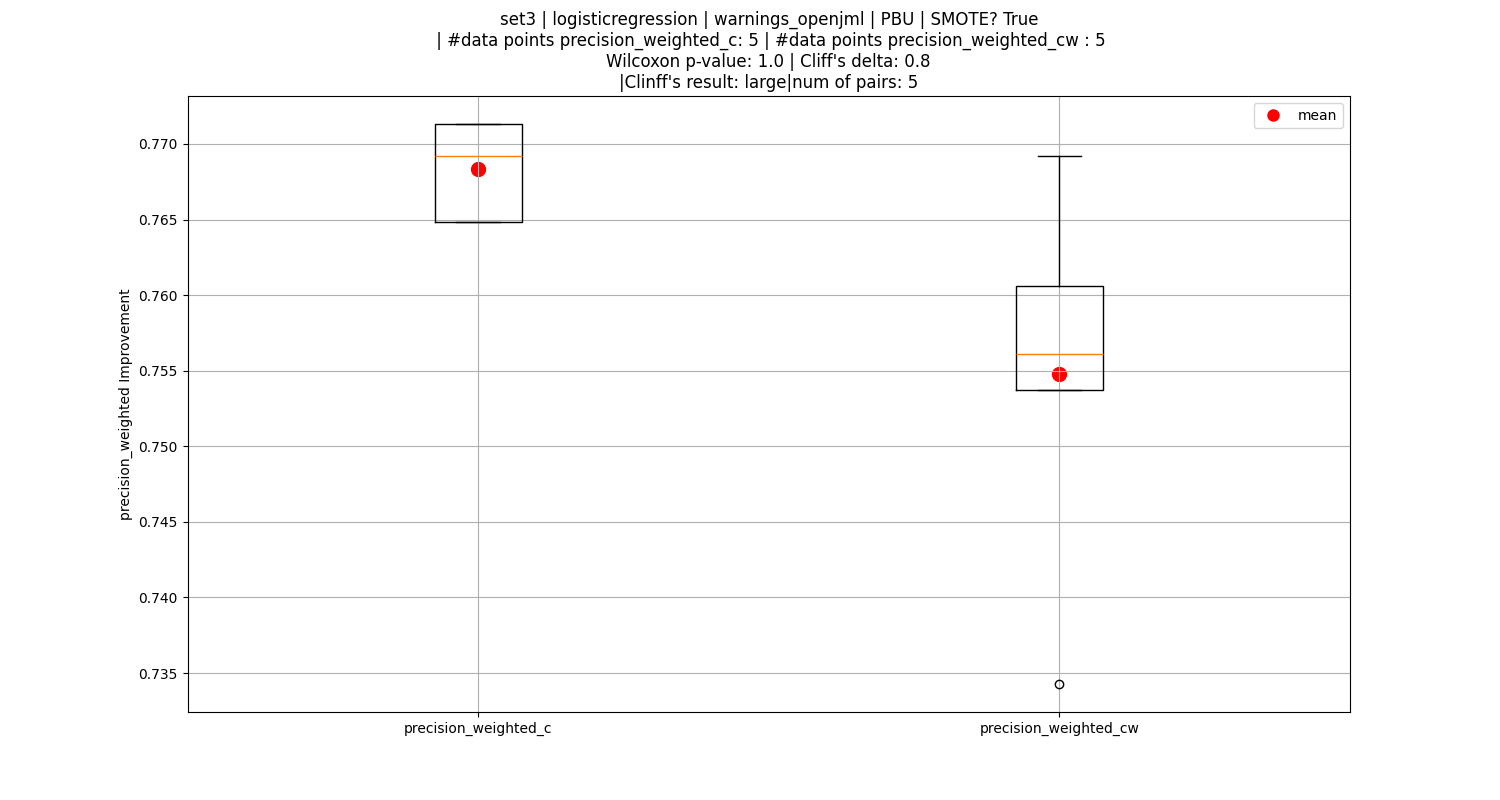 set3 | logisticregression | warnings_openjml | PBU | SMOTE? True
| #data points precision_weighted_c: 5 | #data points precision_weighted_cw : 5
Wilcoxon p-value: 1.0 | Cliff's delta: 0.8
|Clinff's result: large|num of pairs: 5
mean
0.770
0.765
0.760
0.755
0.750
0.745
0.740
0.735
precision_weighted Improvement
precision_weighted_c
precision_weighted_cw